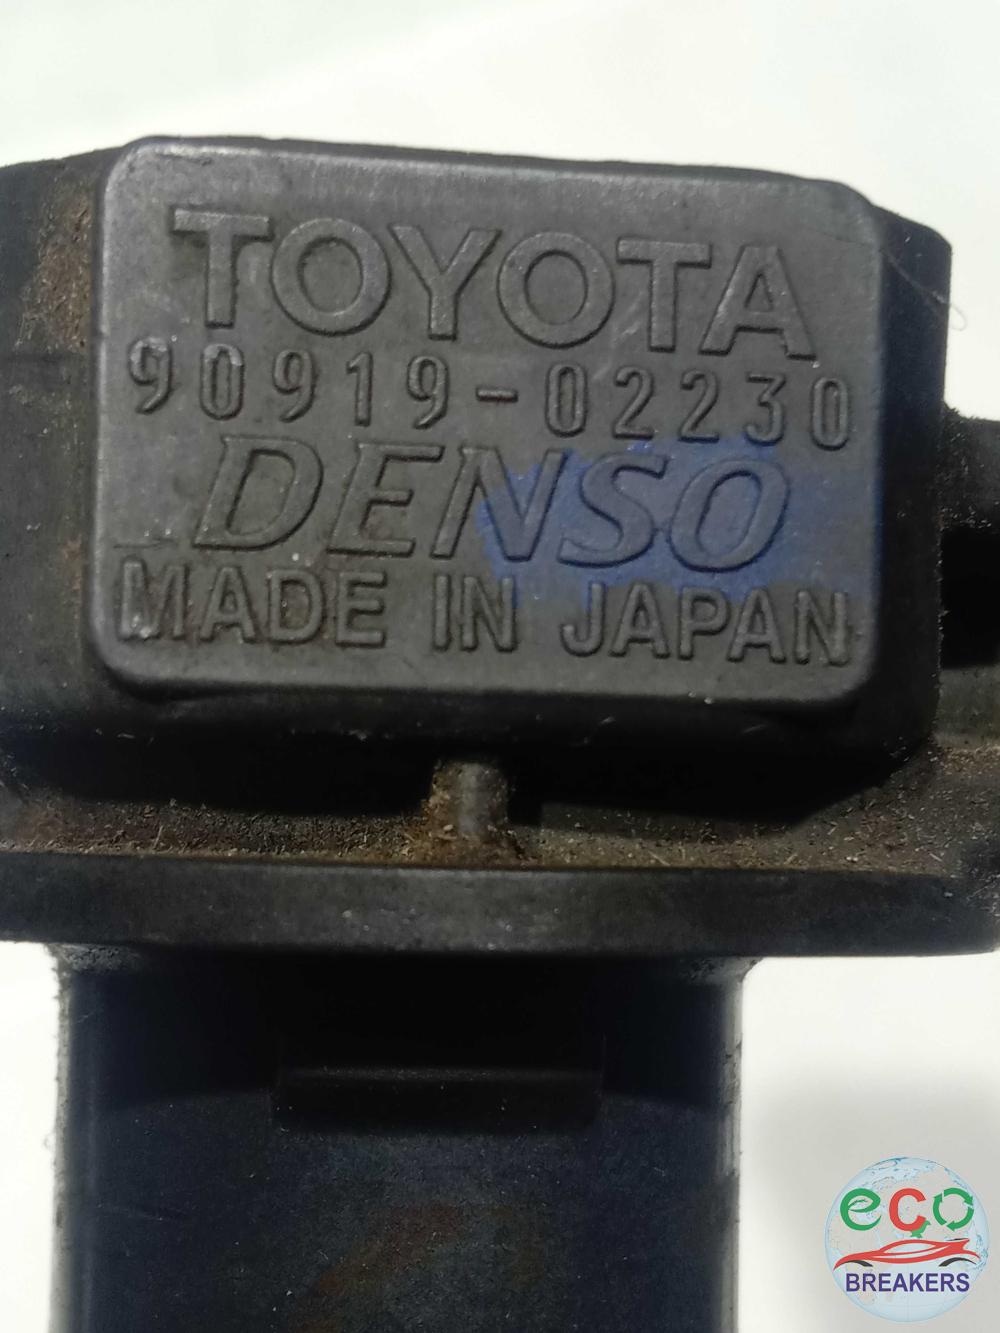 TOYOTA
90919-02230
DENSO
MADE IN JAPAN
eco
BREAKERS